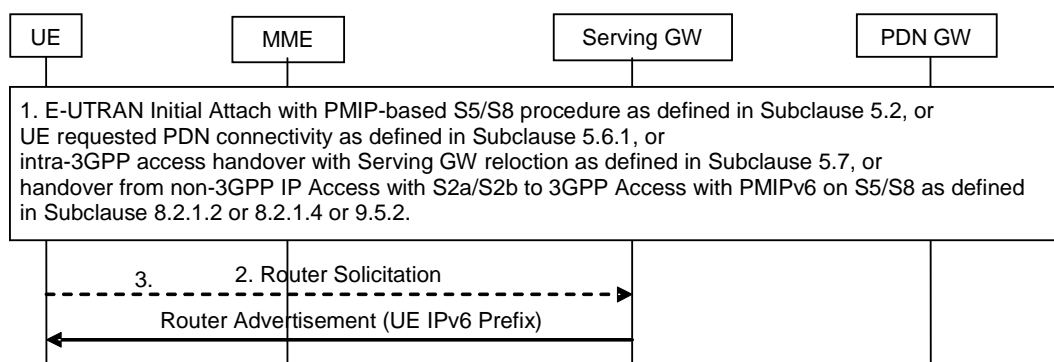 UE
MME
Serving GW
PDN GW
1. E-UTRAN Initial Attach with PMIP-based S5/S8 procedure as defined in Subclause 5.2, or
UE requested PDN connectivity as defined in Subclause 5.6.1, or
intra-3GPP access handover with Serving GW reloction as defined in Subclause 5.7, or
handover from non-3GPP IP Access with S2a/S2b to 3GPP Access with PMIPv6 on S5/S8 as defined
in Subclause 8.2.1.2 or 8.2.1.4 or 9.5.2.
3.
2. Router Solicitation
Router Advertisement (UE IPv6 Prefix)